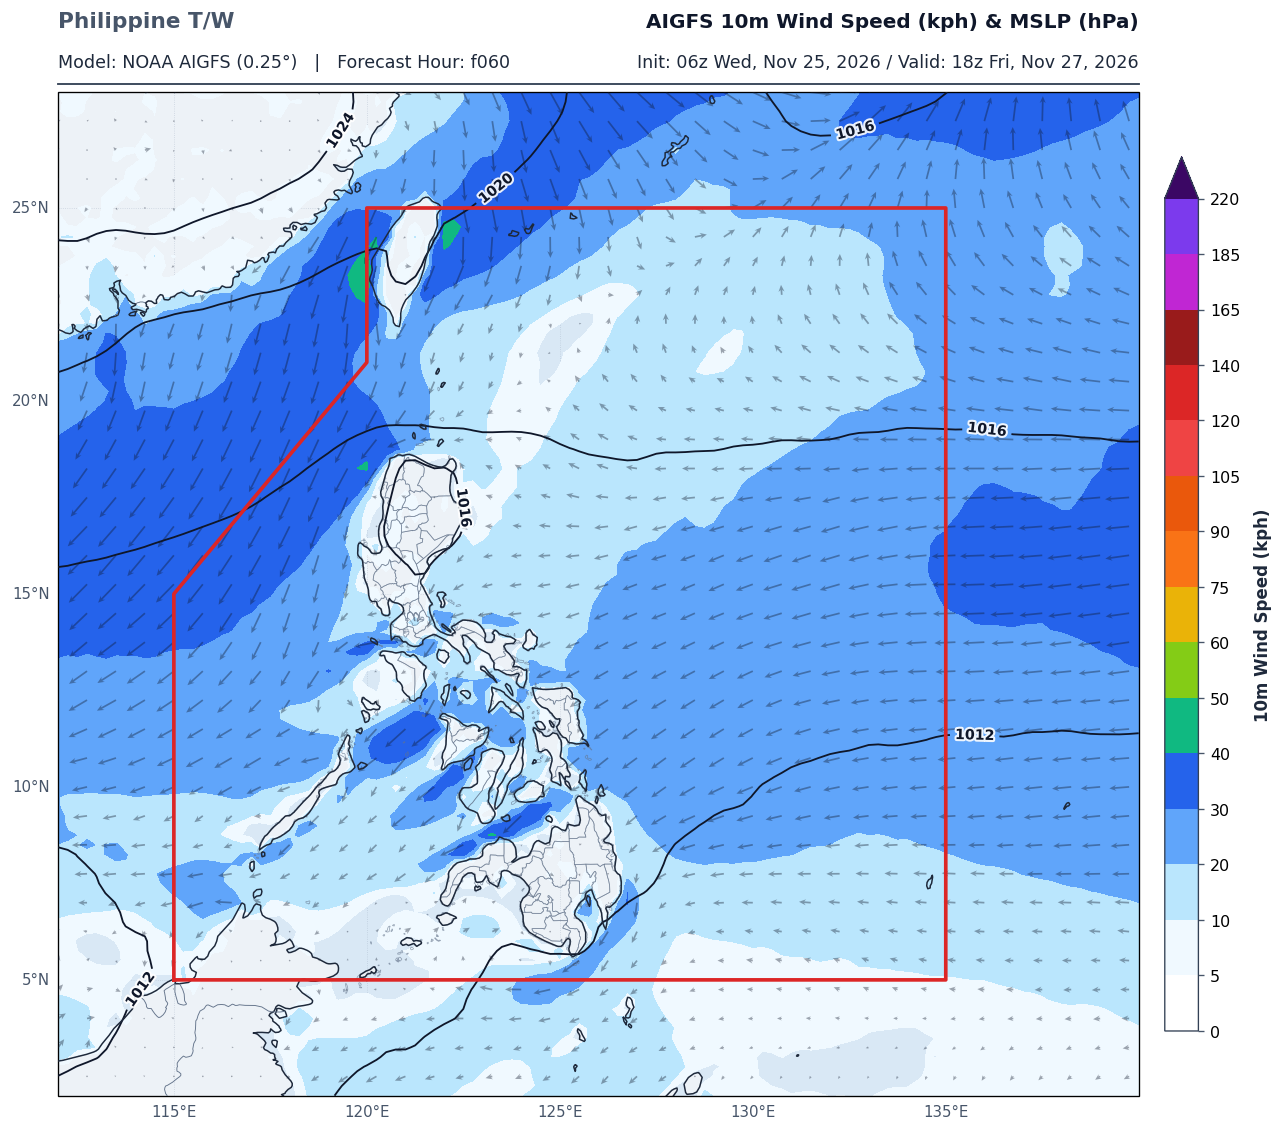 Philippine T/W
AIGFS 10m Wind Speed (kph) & MSLP (hPa)
Model: NOAA AIGFS (0.25°)   |   Forecast Hour: f060
Init: 06z Wed, Nov 25, 2026 / Valid: 18z Fri, Nov 27, 2026
1024
1016
1020
25°N
20°N
1016
1016
15°N
1012
10°N
1012
5°N
115°E
120°E
125°E
130°E
135°E
220
185
165
140
120
105
90
75
60
50
40
30
20
10
5
0
10m Wind Speed (kph)